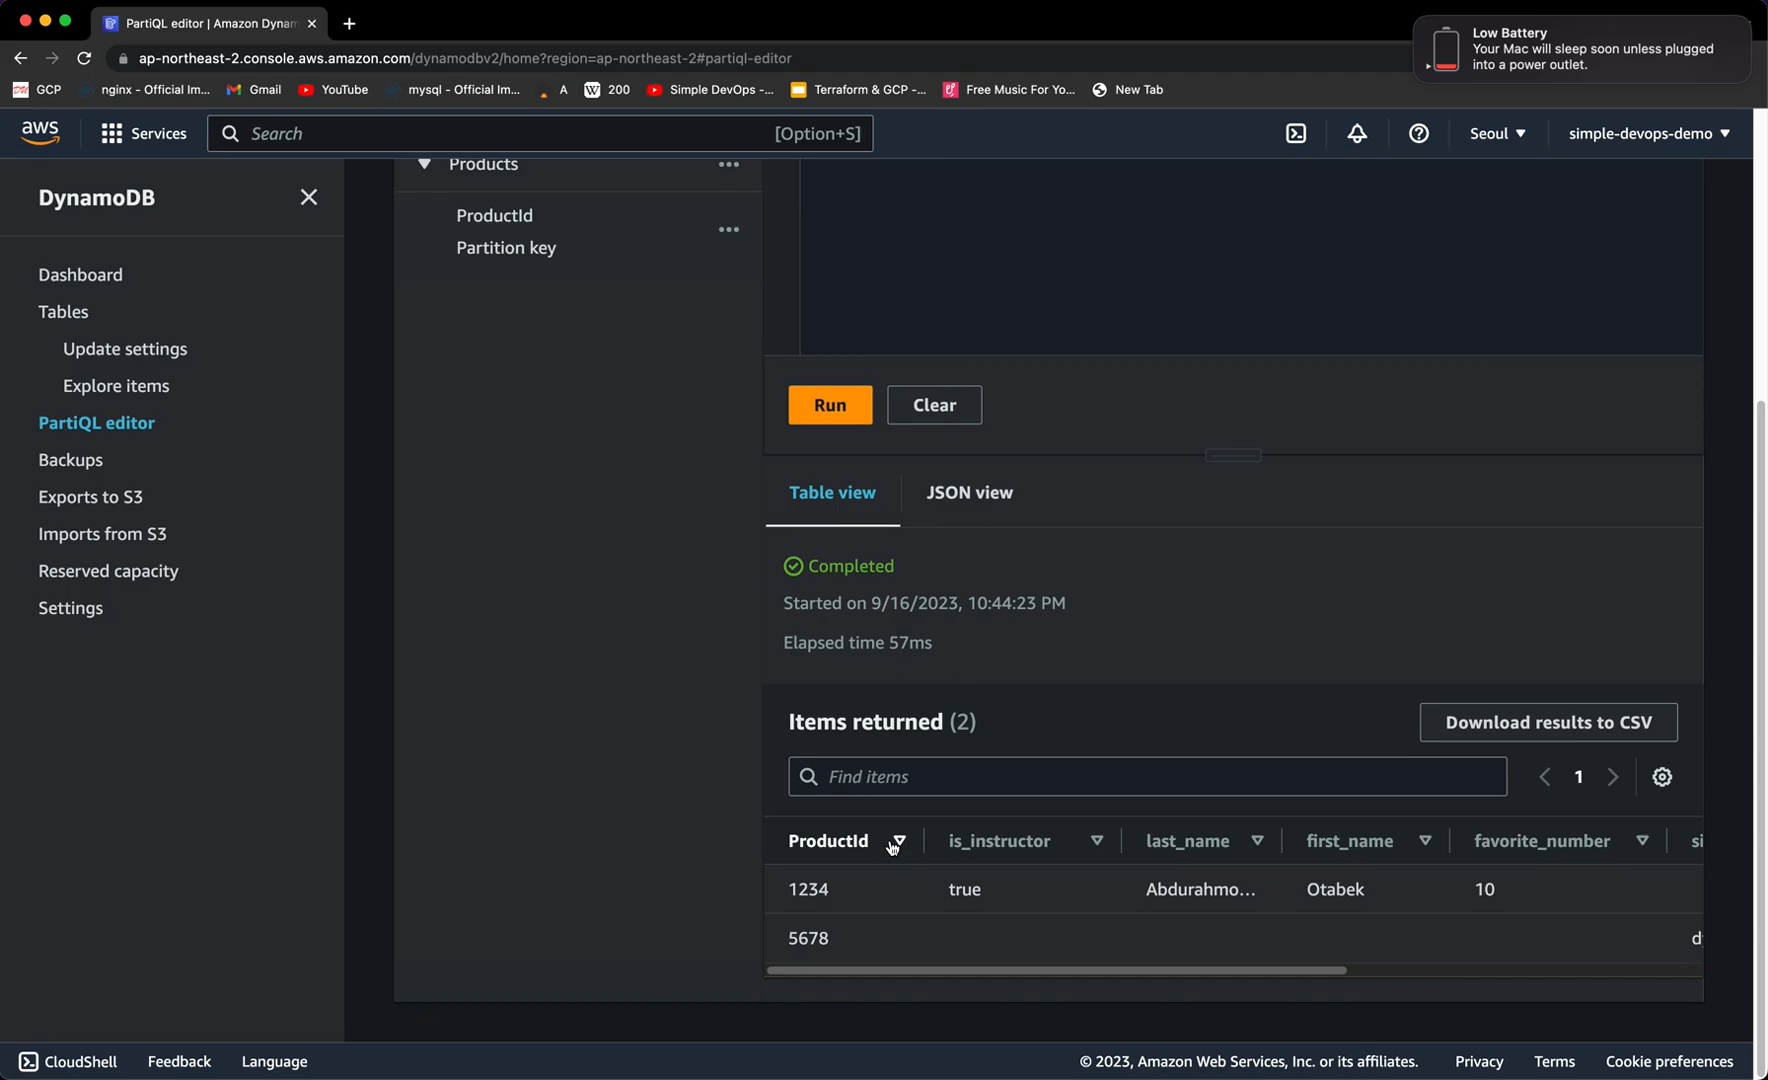 PartiQL editor | Amazon Dynam
Low Battery
Your Mac will sleep soon unless plugged
into a power outlet.
ap-northeast-2.console.aws.amazon.com/dynamodbv2/home?region=ap-northeast-2#partiql-editor
GCP nginx - Official Im... Gmail YouTube mysql - Official Im... A 200 Simple DevOps -... Terraform & GCP -... Free Music For Yo... New Tab
aws Services Search [Option+S] Seoul simple-devops-demo
DynamoDB
Dashboard
Tables
Update settings
Explore items
PartiQL editor
Backups
Exports to S3
Imports from S3
Reserved capacity
Settings
Products
ProductId
Partition key
Run Clear
Table view JSON view
Completed
Started on 9/16/2023, 10:44:23 PM
Elapsed time 57ms
Items returned (2) Download results to CSV
Find items 1
ProductId is_instructor last_name first_name favorite_number si
1234 true Abdurahmo... Otabek 10
5678
CloudShell Feedback Language © 2023, Amazon Web Services, Inc. or its affiliates. Privacy Terms Cookie preferences